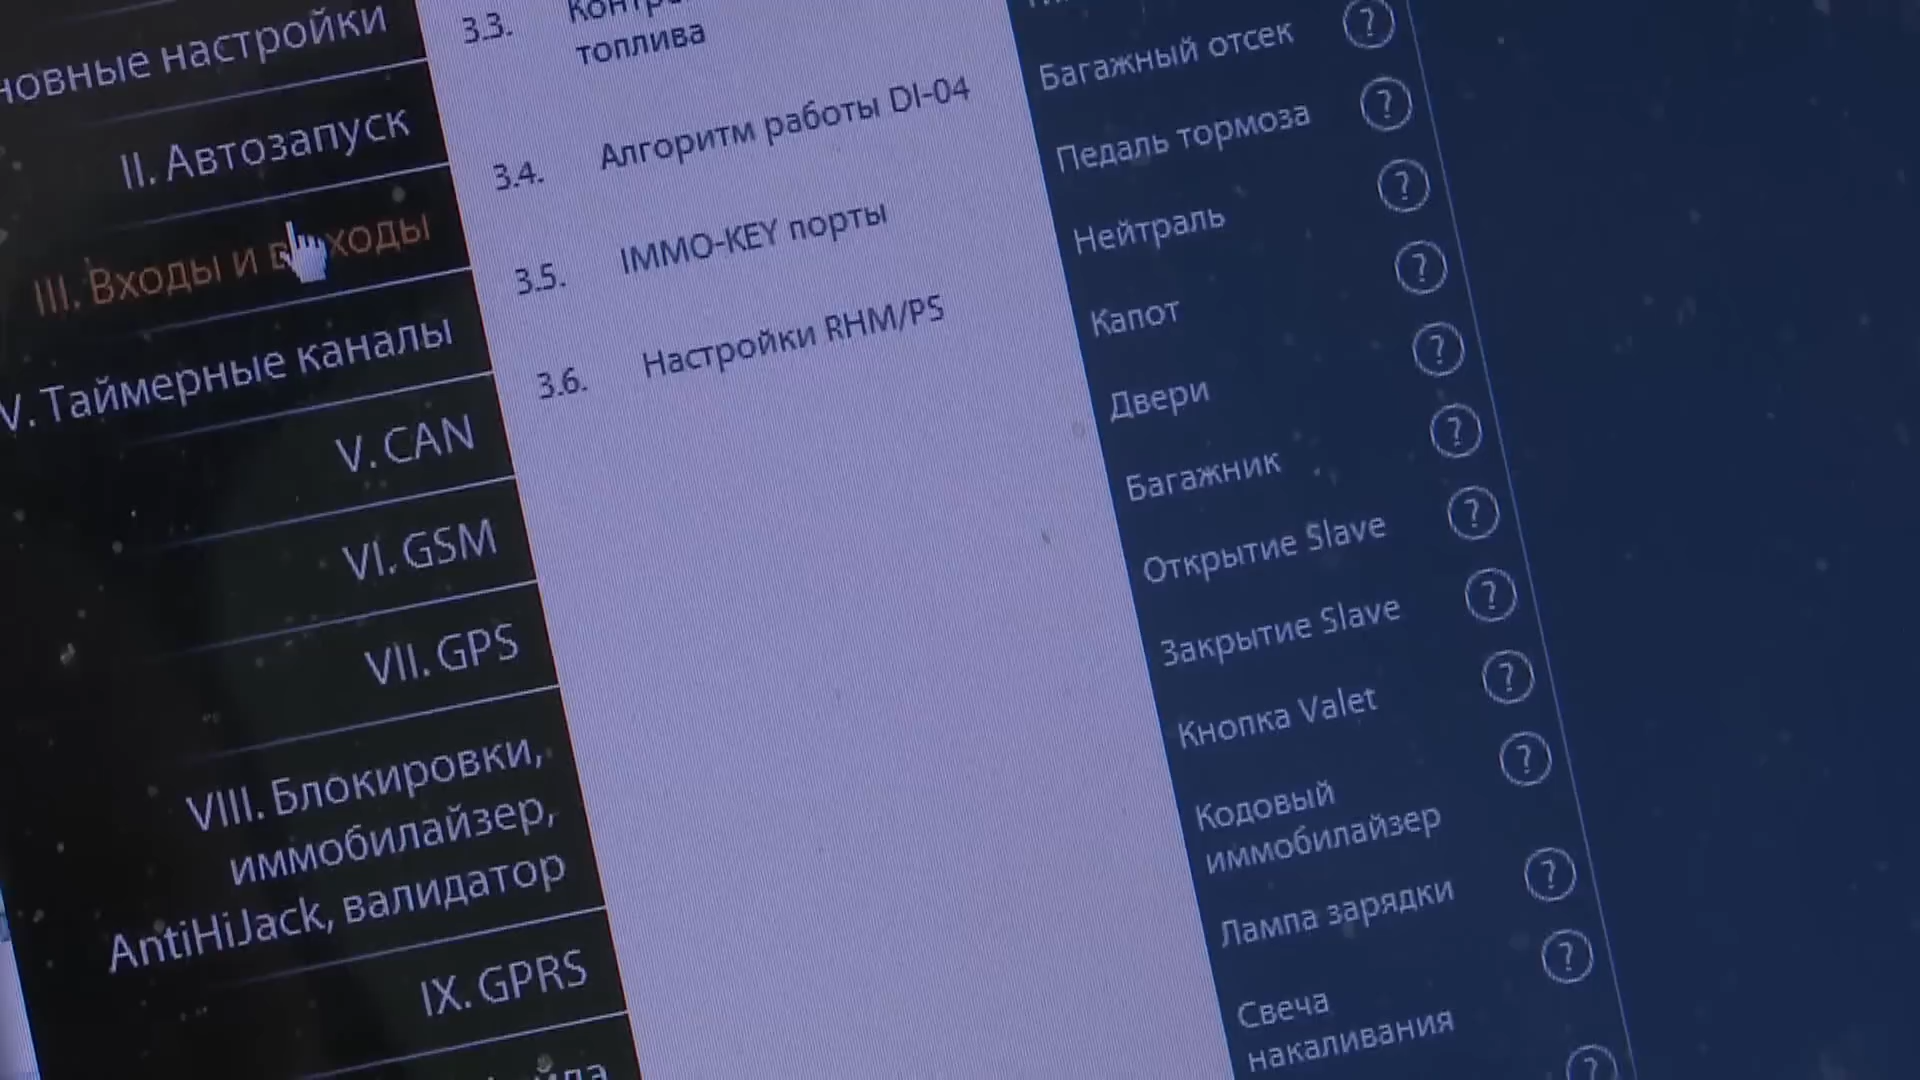 настройки
II. Автозапуск
III. Входы и
Таймерные каналы
V. CAN
VI. GSM
VII. GPS
VIII. Блокировки,
иммобилайзер,
AntiHiJack, валидатор
IX. GPRS
3.3.
топлива
3.4. Алгоритм работы DI-04
3.5. IMMO-KEY порты
3.6. Настройки RHM/PS
Багажный отсек ?
Педаль тормоза ?
Нейтраль ?
Капот ?
Двери ?
Багажник ?
Открытие Slave ?
Закрытие Slave ?
Кнопка Valet ?
Кодовый ?
иммобилайзер
Лампа зарядки ?
Свеча ?
накаливания
?